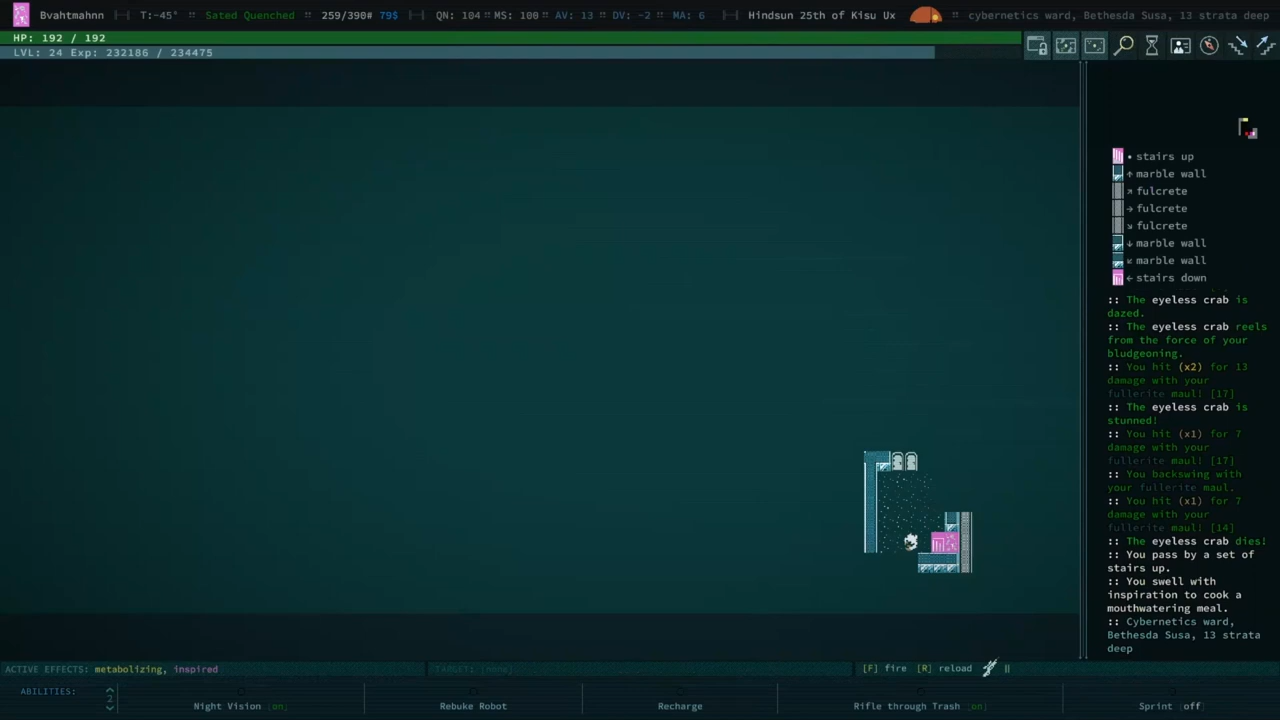 Bvahtmahnn T:-45° :: Sated Quenched :: 259/390# 79$ QN: 104 :: MS: 100 :: AV: 13 :: DV: -2 :: MA: 6 Hindsun 25th of Kisu Ux :: cybernetics ward, Bethesda Susa, 13 strata deep
HP: 192 / 192
LVL: 24 Exp: 232186 / 234475
stairs up
marble wall
fulcrete
fulcrete
fulcrete
marble wall
marble wall
stairs down
:: The eyeless crab is
dazed.
:: The eyeless crab reels
from the force of your
bludgeoning.
:: You hit (x2) for 13
damage with your
fullerite maul! [17]
:: The eyeless crab is
stunned!
:: You hit (x1) for 7
damage with your
fullerite maul! [17]
:: You backswing with
your fullerite maul.
:: You hit (x1) for 7
damage with your
fullerite maul! [14]
:: The eyeless crab dies!
:: You pass by a set of
stairs up.
:: You swell with
inspiration to cook a
mouthwatering meal.
:: Cybernetics ward,
Bethesda Susa, 13 strata
deep
ACTIVE EFFECTS: metabolizing, inspired TARGET: [none] [F] fire [R] reload
ABILITIES: 2 Night Vision [on] Rebuke Robot Recharge Rifle through Trash [on] Sprint (off)